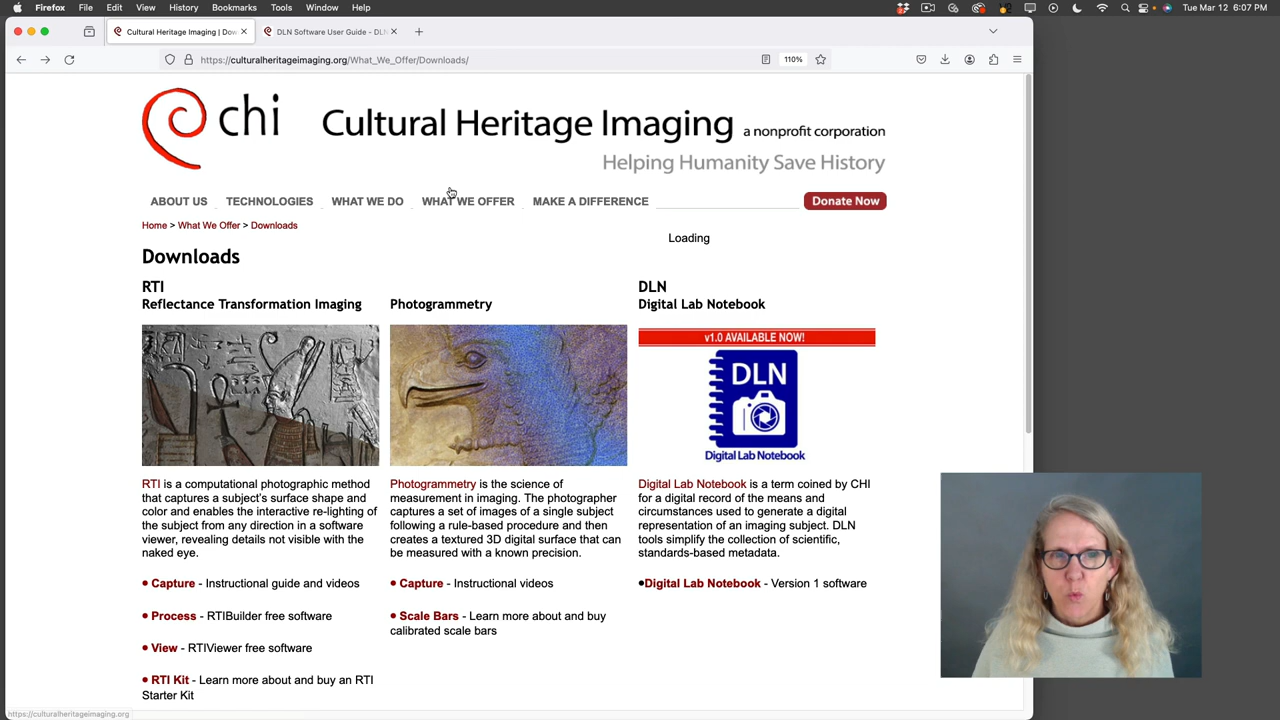 Firefox File Edit View History Bookmarks Tools Window Help Tue Mar 12 6:07 PM
Cultural Heritage Imaging | Dow DLN Software User Guide - DLN
https://culturalheritageimaging.org/What_We_Offer/Downloads/ 110%
chi Cultural Heritage Imaging a nonprofit corporation
Helping Humanity Save History
ABOUT US TECHNOLOGIES WHAT WE DO WHAT WE OFFER MAKE A DIFFERENCE Donate Now
Home > What We Offer > Downloads
Loading
Downloads
RTI
Reflectance Transformation Imaging
RTI is a computational photographic method
that captures a subject's surface shape and
color and enables the interactive re-lighting of
the subject from any direction in a software
viewer, revealing details not visible with the
naked eye.
• Capture - Instructional guide and videos
• Process - RTIBuilder free software
• View - RTIViewer free software
• RTI Kit - Learn more about and buy an RTI
Starter Kit
Photogrammetry
Photogrammetry is the science of
measurement in imaging. The photographer
captures a set of images of a single subject
following a rule-based procedure and then
creates a textured 3D digital surface that can
be measured with a known precision.
• Capture - Instructional videos
• Scale Bars - Learn more about and buy
calibrated scale bars
DLN
Digital Lab Notebook
v1.0 AVAILABLE NOW!
DLN
Digital Lab Notebook
Digital Lab Notebook is a term coined by CHI
for a digital record of the means and
circumstances used to generate a digital
representation of an imaging subject. DLN
tools simplify the collection of scientific,
standards-based metadata.
•Digital Lab Notebook - Version 1 software
https://culturalheritageimaging.org